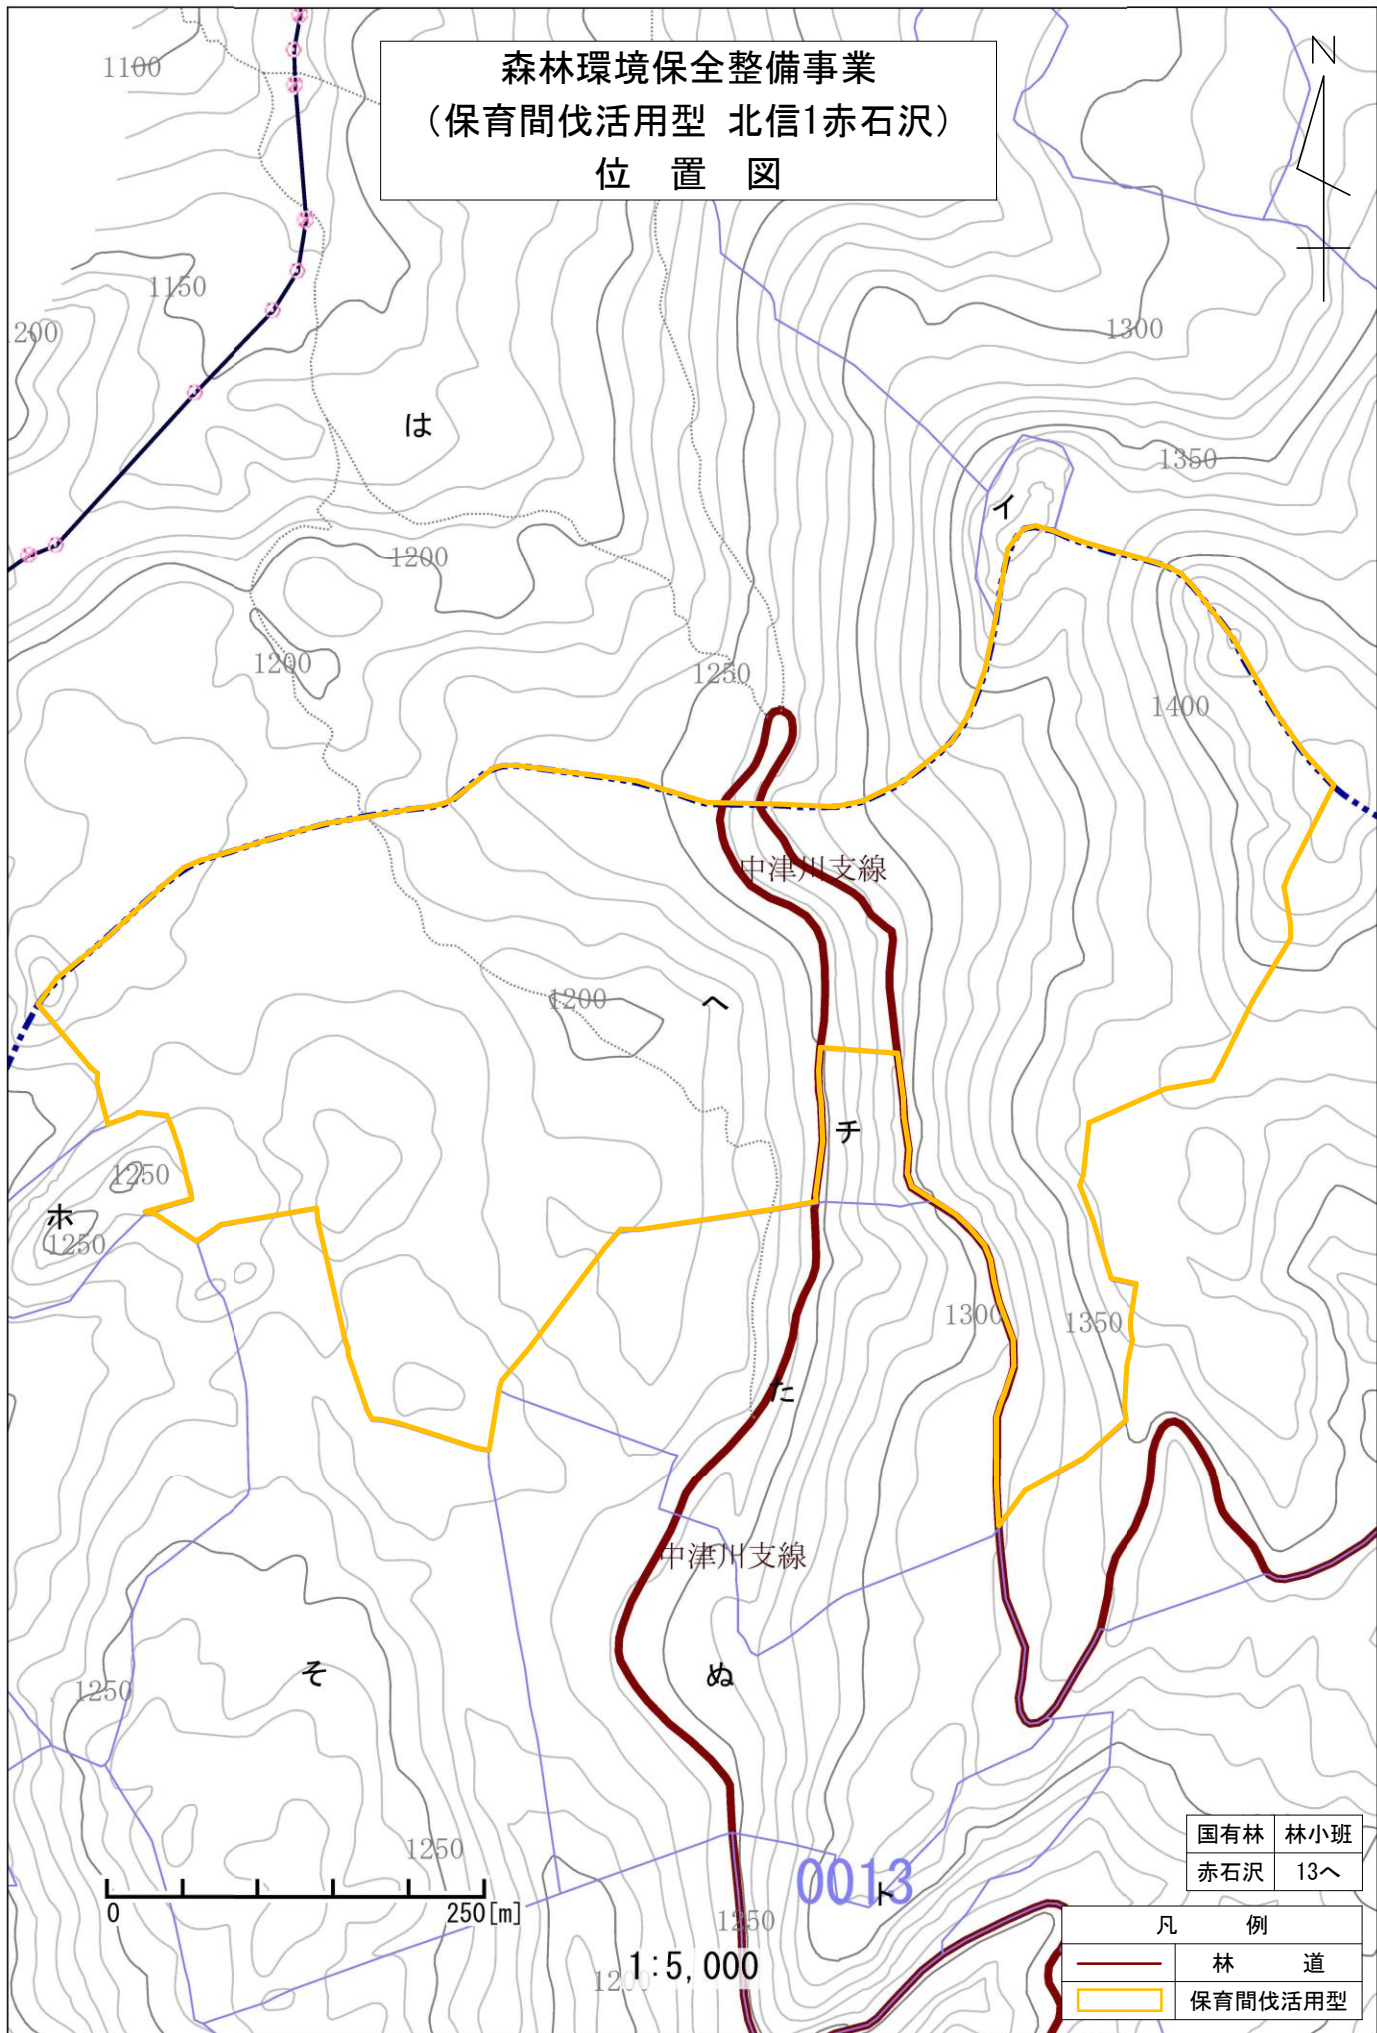 森林環境保全整備事業
（保育間伐活用型 北信1赤石沢）
位 置 図
N
1100
1150
1200
1300
は
1350
イ
1200
1200
1250
1400
中津川支線
1200
へ
チ
1250
ホ
1250
1300
1350
た
中津川支線
そ
ぬ
1250
国有林 林小班
赤石沢 13へ
1250
0013
ト
0 250[m]
1250
1:5,000
1200
凡 例
林 道
保育間伐活用型